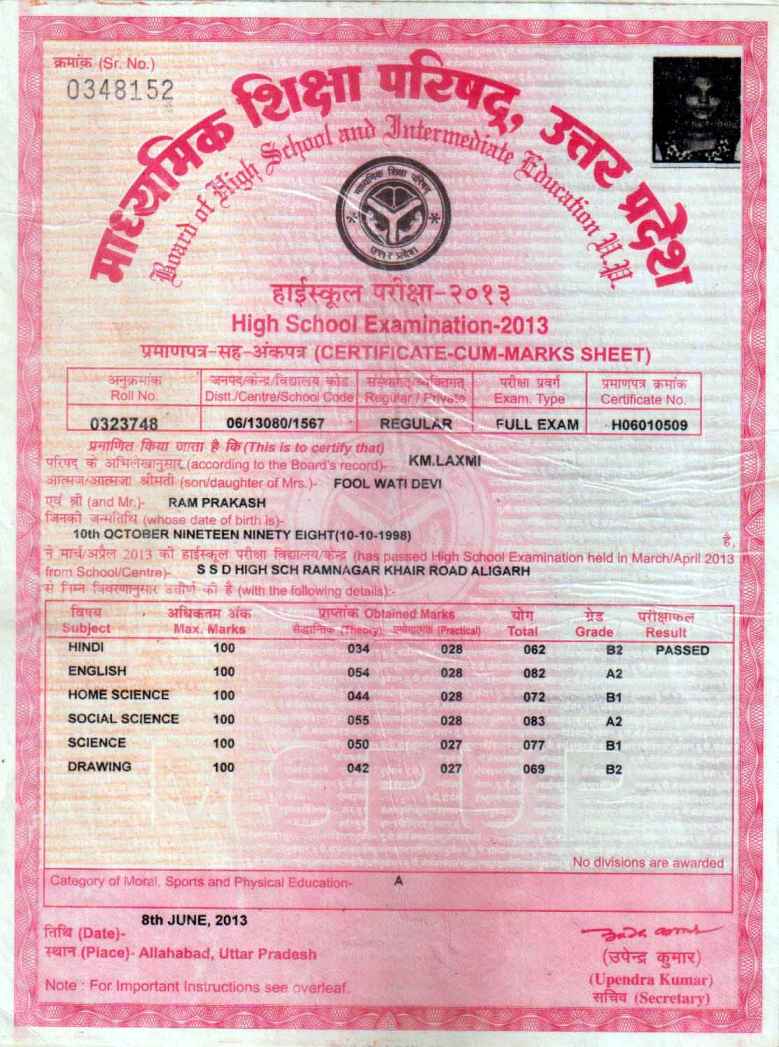 क्रमांक (Sr. No.)
0348152
माध्यमिक शिक्षा परिषद्, उत्तर प्रदेश
Board of High School and Intermediate Education U.P.
माध्यमिक शिक्षा परिषद
उत्तर प्रदेश
हाईस्कूल परीक्षा-२०१३
High School Examination-2013
प्रमाणपत्र-सह-अंकपत्र (CERTIFICATE-CUM-MARKS SHEET)
अनुक्रमांक जनपद/केन्द्र/विद्यालय कोड संस्थागत/व्यक्तिगत परीक्षा प्रवर्ग प्रमाणपत्र क्रमांक
Roll No. Distt./Centre/School Code Regular / Private Exam. Type Certificate No.
0323748 06/13080/1567 REGULAR FULL EXAM H06010509
प्रमाणित किया जाता है कि (This is to certify that)
परिषद् के अभिलेखानुसार (according to the Board's record)- KM.LAXMI
आत्मज/आत्मजा श्रीमती (son/daughter of Mrs.)- FOOL WATI DEVI
एवं श्री (and Mr.)- RAM PRAKASH
जिनकी जन्मतिथि (whose date of birth is)-
10th OCTOBER NINETEEN NINETY EIGHT(10-10-1998) है,
ने मार्च/अप्रैल 2013 की हाईस्कूल परीक्षा विद्यालय/केन्द्र (has passed High School Examination held in March/April 2013
from School/Centre)- S S D HIGH SCH RAMNAGAR KHAIR ROAD ALIGARH
से निम्न विवरणानुसार उत्तीर्ण की है (with the following details):-
विषय अधिकतम अंक प्राप्तांक Obtained Marks योग ग्रेड परीक्षाफल
Subject Max. Marks सैद्धान्तिक (Theory) प्रयोगात्मक (Practical) Total Grade Result
HINDI 100 034 028 062 B2 PASSED
ENGLISH 100 054 028 082 A2
HOME SCIENCE 100 044 028 072 B1
SOCIAL SCIENCE 100 055 028 083 A2
SCIENCE 100 050 027 077 B1
DRAWING 100 042 027 069 B2
No divisions are awarded
Category of Moral, Sports and Physical Education- A
8th JUNE, 2013
तिथि (Date)-
स्थान (Place)- Allahabad, Uttar Pradesh
(उपेन्द्र कुमार)
(Upendra Kumar)
Note : For Important Instructions see overleaf.
सचिव (Secretary)